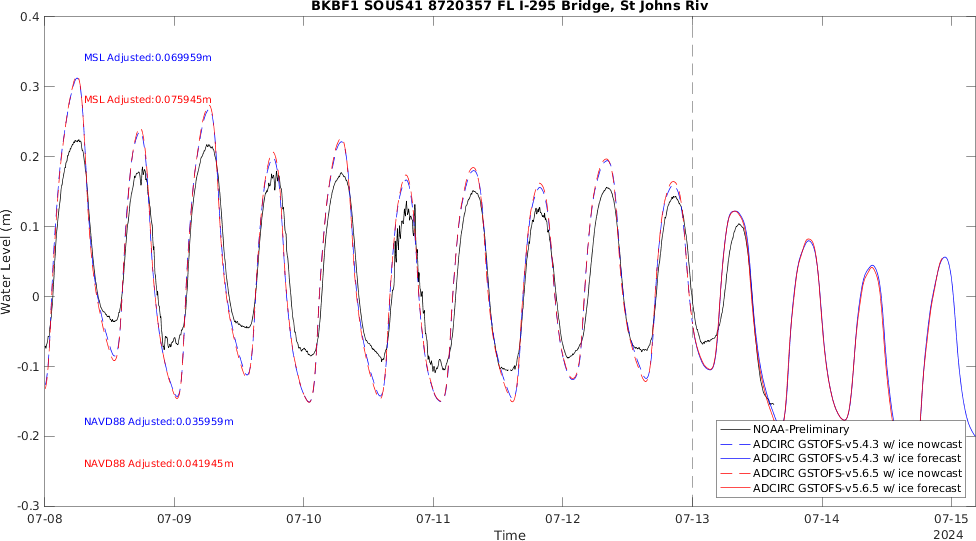 BKBF1 SOUS41 8720357 FL I-295 Bridge, St Johns Riv
0.4
0.3
0.2
0.1
0
-0.1
-0.2
-0.3
Water Level (m)
MSL Adjusted:0.069959m
MSL Adjusted:0.075945m
NAVD88 Adjusted:0.035959m
NAVD88 Adjusted:0.041945m
NOAA-Preliminary
ADCIRC GSTOFS-v5.4.3 w/ ice nowcast
ADCIRC GSTOFS-v5.4.3 w/ ice forecast
ADCIRC GSTOFS-v5.6.5 w/ ice nowcast
ADCIRC GSTOFS-v5.6.5 w/ ice forecast
07-08 07-09 07-10 07-11 07-12 07-13 07-14 07-15
Time
2024